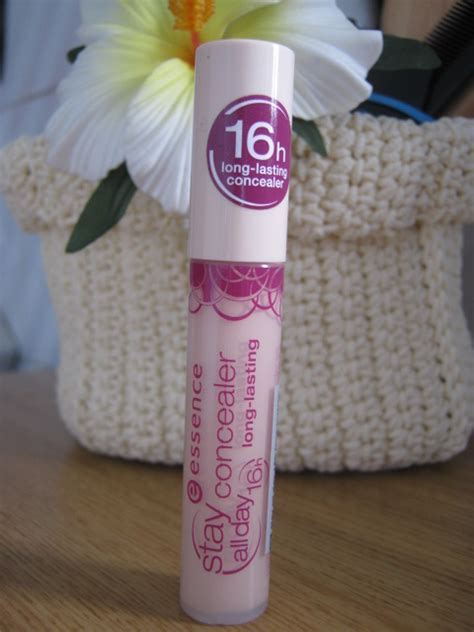 16h
long-lasting
concealer
essence
stay concealer
all day 16h
long-lasting